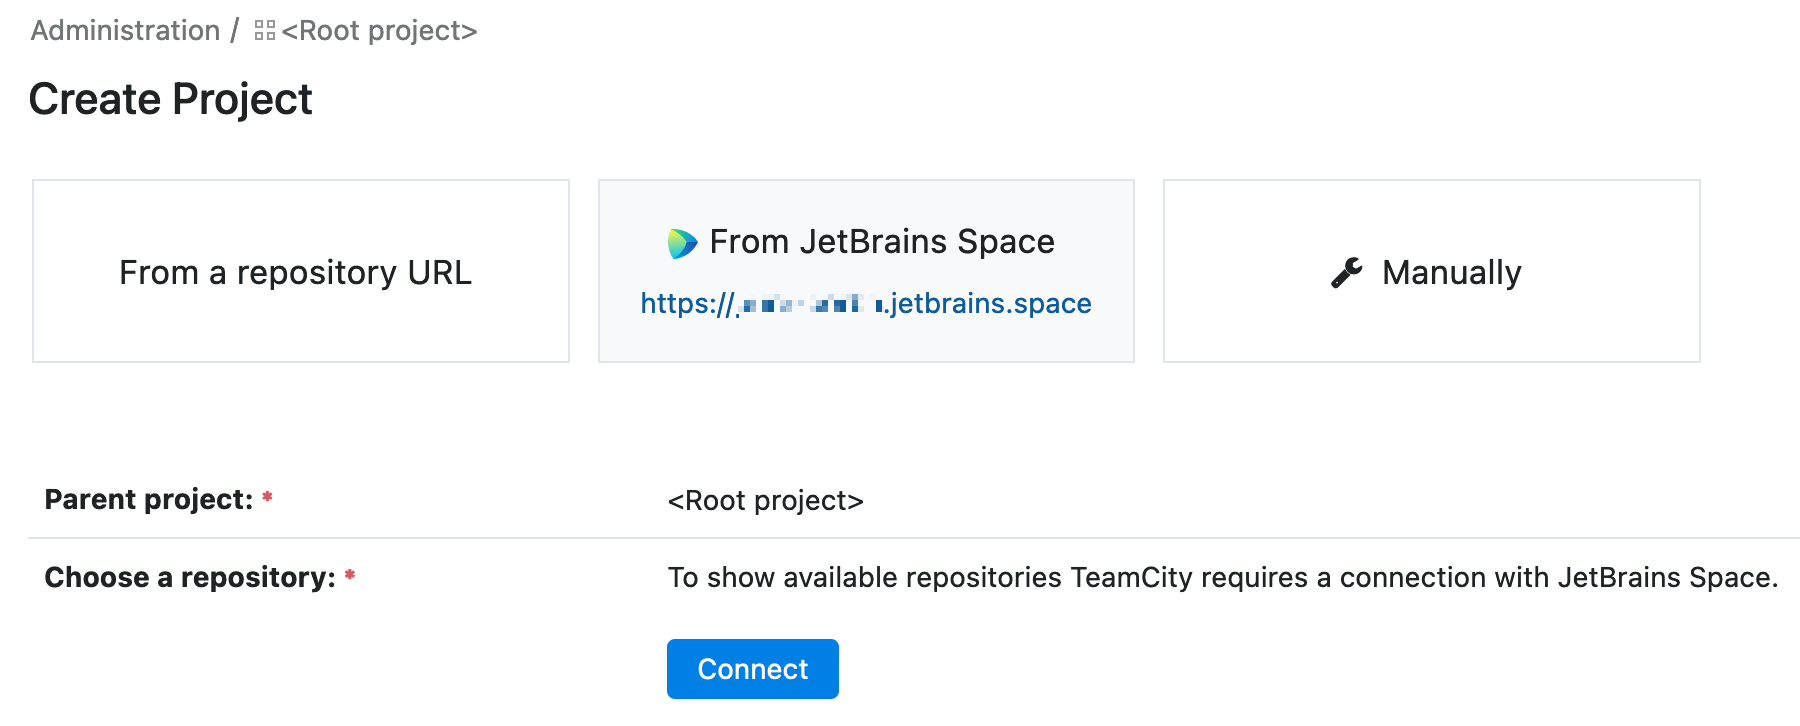 Administration / <Root project>
Create Project
From a repository URL
From JetBrains Space
https://.jetbrains.space
Manually
Parent project: * <Root project>
Choose a repository: * To show available repositories TeamCity requires a connection with JetBrains Space.
Connect